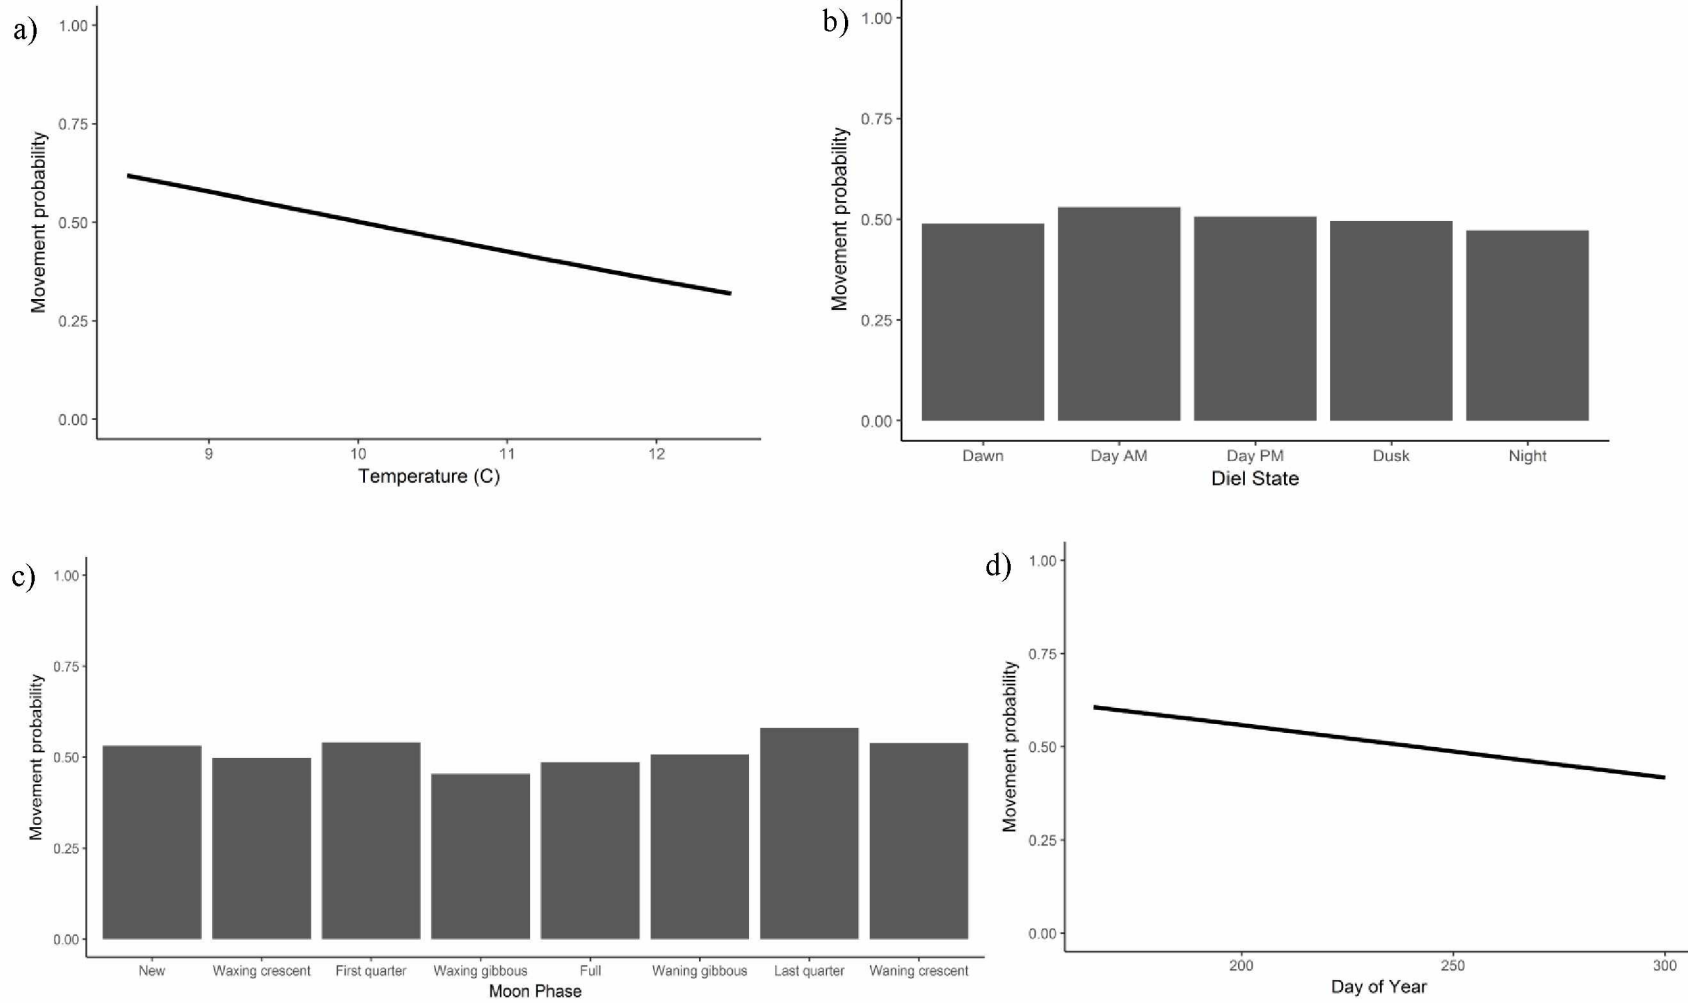 a)
1.00
0.75
0.50
0.25
0.00
Movement probability
9 10 11 12
Temperature (C)
b)
1.00
0.75
0.50
0.25
0.00
Movement probability
Dawn Day AM Day PM Dusk Night
Diel State
c)
1.00
0.75
0.50
0.25
0.00
Movement probability
New Waxing crescent First quarter Waxing gibbous Full Waning gibbous Last quarter Waning crescent
Moon Phase
d)
1.00
0.75
0.50
0.25
0.00
Movement probability
200 250 300
Day of Year